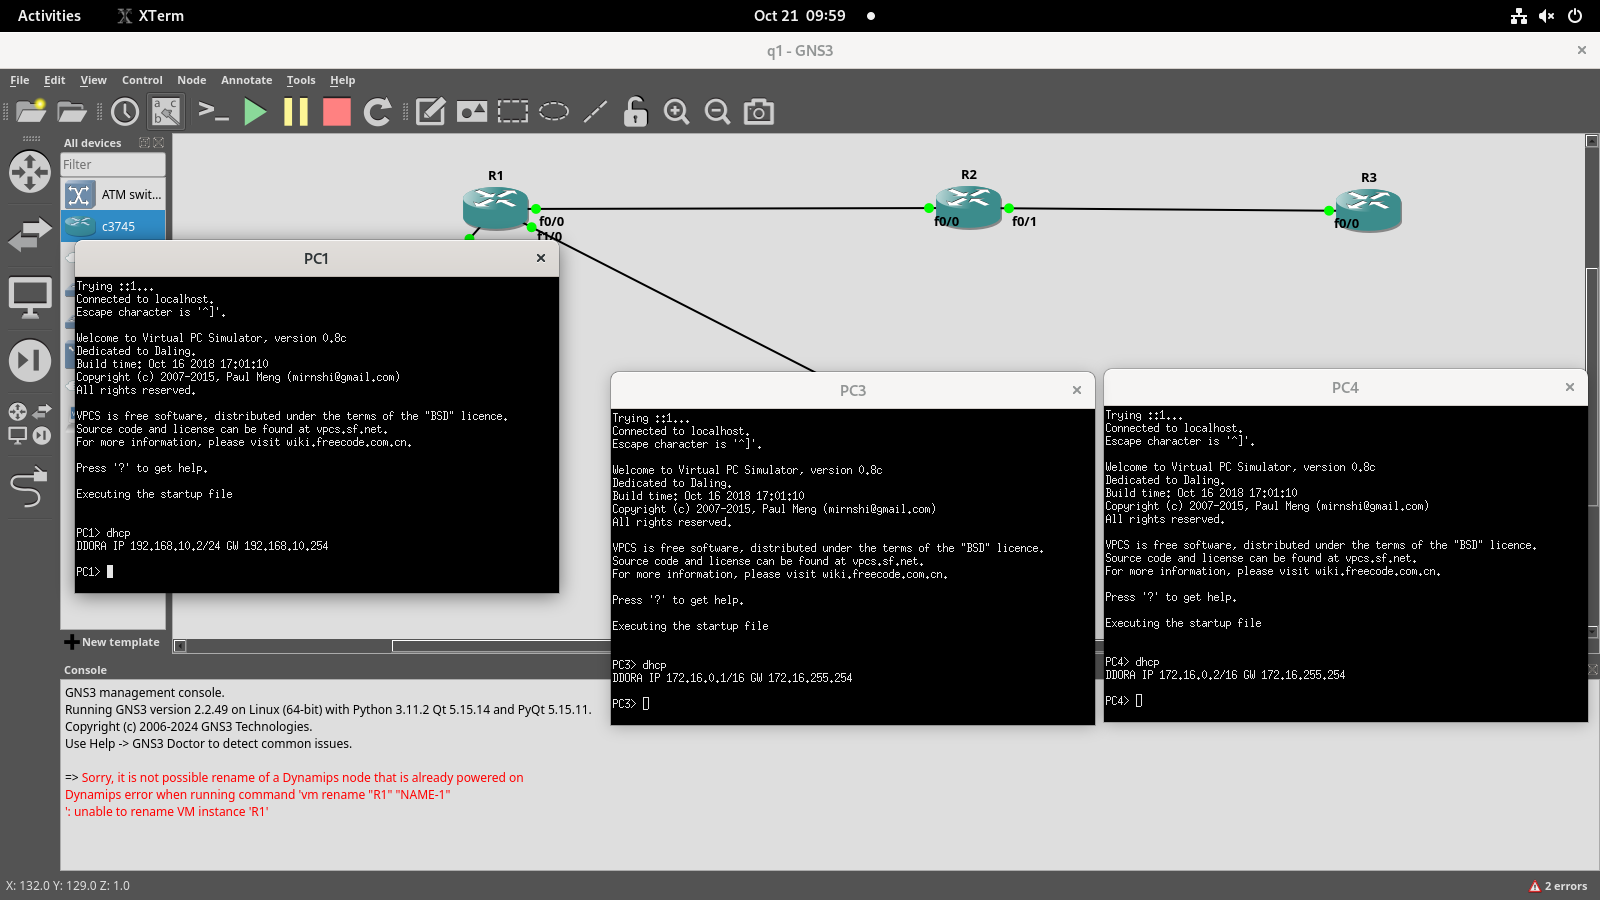 Activities
XTerm
Oct 21 09:59
q1 - GNS3
File Edit View Control Node Annotate Tools Help
All devices
Filter
ATM swit...
c3745
New template
R1
f0/0
f1/0
R2
f0/0
f0/1
R3
f0/0
PC1
Trying ::1...
Connected to localhost.
Escape character is '^]'.
Welcome to Virtual PC Simulator, version 0.8c
Dedicated to Daling.
Build time: Oct 16 2018 17:01:10
Copyright (c) 2007-2015, Paul Meng (mirnshi@gmail.com)
All rights reserved.
VPCS is free software, distributed under the terms of the "BSD" licence.
Source code and license can be found at vpcs.sf.net.
For more information, please visit wiki.freecode.com.cn.
Press '?' to get help.
Executing the startup file
PC1> dhcp
DDORA IP 192.168.10.2/24 GW 192.168.10.254
PC1>
PC3
Trying ::1...
Connected to localhost.
Escape character is '^]'.
Welcome to Virtual PC Simulator, version 0.8c
Dedicated to Daling.
Build time: Oct 16 2018 17:01:10
Copyright (c) 2007-2015, Paul Meng (mirnshi@gmail.com)
All rights reserved.
VPCS is free software, distributed under the terms of the "BSD" licence.
Source code and license can be found at vpcs.sf.net.
For more information, please visit wiki.freecode.com.cn.
Press '?' to get help.
Executing the startup file
PC3> dhcp
DDORA IP 172.16.0.1/16 GW 172.16.255.254
PC3>
PC4
Trying ::1...
Connected to localhost.
Escape character is '^]'.
Welcome to Virtual PC Simulator, version 0.8c
Dedicated to Daling.
Build time: Oct 16 2018 17:01:10
Copyright (c) 2007-2015, Paul Meng (mirnshi@gmail.com)
All rights reserved.
VPCS is free software, distributed under the terms of the "BSD" licence.
Source code and license can be found at vpcs.sf.net.
For more information, please visit wiki.freecode.com.cn.
Press '?' to get help.
Executing the startup file
PC4> dhcp
DDORA IP 172.16.0.2/16 GW 172.16.255.254
PC4>
Console
GNS3 management console.
Running GNS3 version 2.2.49 on Linux (64-bit) with Python 3.11.2 Qt 5.15.14 and PyQt 5.15.11.
Copyright (c) 2006-2024 GNS3 Technologies.
Use Help -> GNS3 Doctor to detect common issues.
=> Sorry, it is not possible rename of a Dynamips node that is already powered on
Dynamips error when running command 'vm rename "R1" "NAME-1"
': unable to rename VM instance 'R1'
X: 132.0 Y: 129.0 Z: 1.0
2 errors